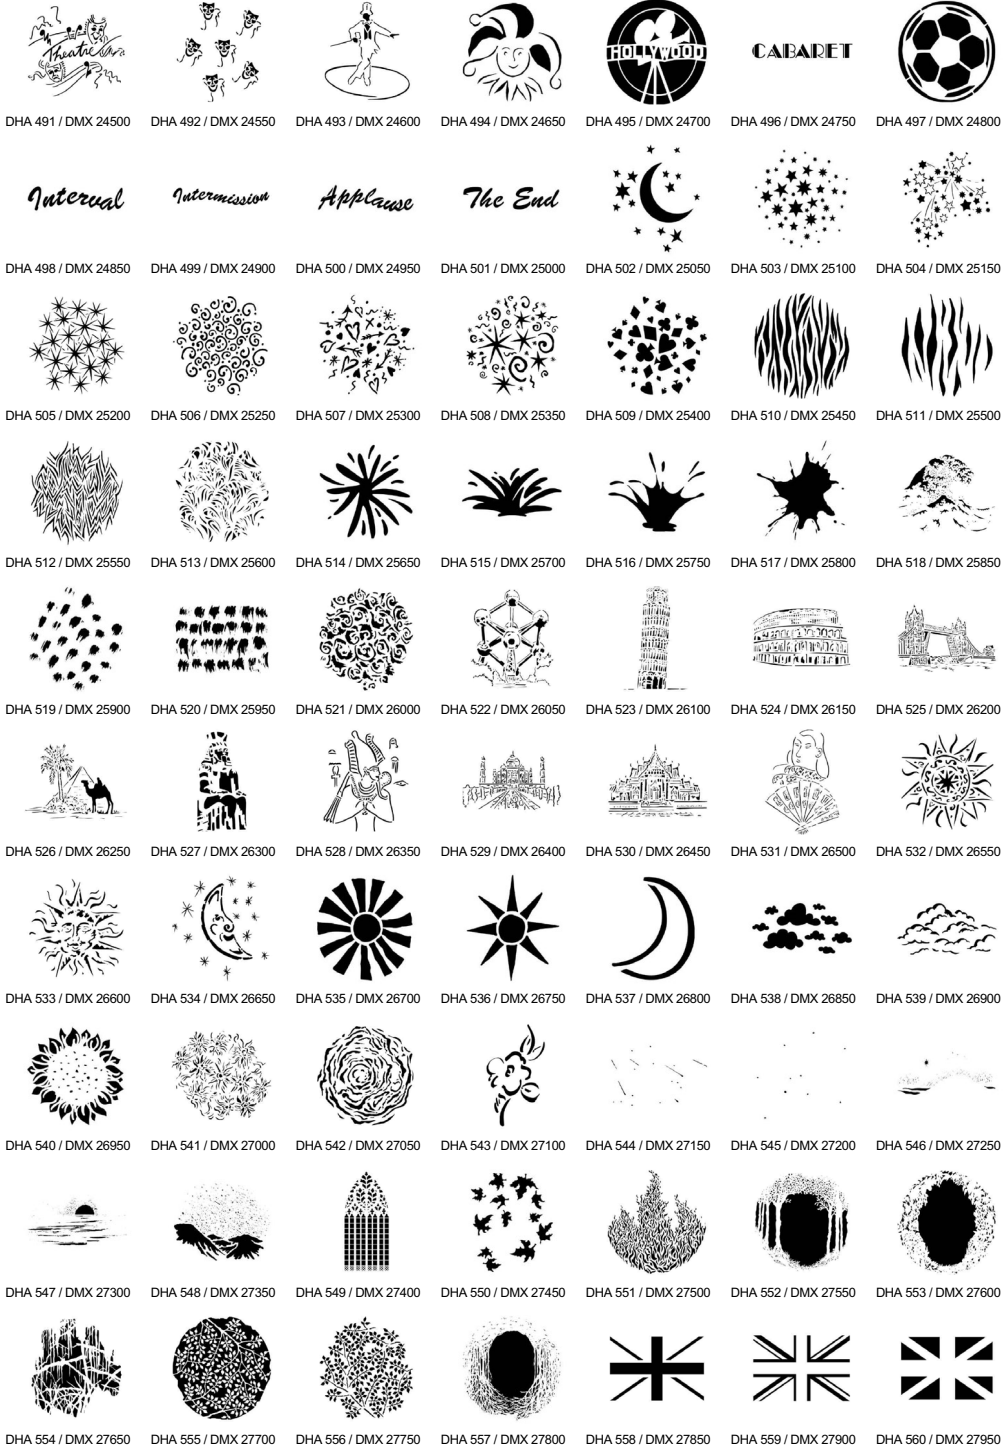 Theatre
HOLLYWOOD
CABARET
DHA 491 / DMX 24500 DHA 492 / DMX 24550 DHA 493 / DMX 24600 DHA 494 / DMX 24650 DHA 495 / DMX 24700 DHA 496 / DMX 24750 DHA 497 / DMX 24800
Interval Intermission Applause The End
DHA 498 / DMX 24850 DHA 499 / DMX 24900 DHA 500 / DMX 24950 DHA 501 / DMX 25000 DHA 502 / DMX 25050 DHA 503 / DMX 25100 DHA 504 / DMX 25150
DHA 505 / DMX 25200 DHA 506 / DMX 25250 DHA 507 / DMX 25300 DHA 508 / DMX 25350 DHA 509 / DMX 25400 DHA 510 / DMX 25450 DHA 511 / DMX 25500
DHA 512 / DMX 25550 DHA 513 / DMX 25600 DHA 514 / DMX 25650 DHA 515 / DMX 25700 DHA 516 / DMX 25750 DHA 517 / DMX 25800 DHA 518 / DMX 25850
DHA 519 / DMX 25900 DHA 520 / DMX 25950 DHA 521 / DMX 26000 DHA 522 / DMX 26050 DHA 523 / DMX 26100 DHA 524 / DMX 26150 DHA 525 / DMX 26200
DHA 526 / DMX 26250 DHA 527 / DMX 26300 DHA 528 / DMX 26350 DHA 529 / DMX 26400 DHA 530 / DMX 26450 DHA 531 / DMX 26500 DHA 532 / DMX 26550
DHA 533 / DMX 26600 DHA 534 / DMX 26650 DHA 535 / DMX 26700 DHA 536 / DMX 26750 DHA 537 / DMX 26800 DHA 538 / DMX 26850 DHA 539 / DMX 26900
DHA 540 / DMX 26950 DHA 541 / DMX 27000 DHA 542 / DMX 27050 DHA 543 / DMX 27100 DHA 544 / DMX 27150 DHA 545 / DMX 27200 DHA 546 / DMX 27250
DHA 547 / DMX 27300 DHA 548 / DMX 27350 DHA 549 / DMX 27400 DHA 550 / DMX 27450 DHA 551 / DMX 27500 DHA 552 / DMX 27550 DHA 553 / DMX 27600
DHA 554 / DMX 27650 DHA 555 / DMX 27700 DHA 556 / DMX 27750 DHA 557 / DMX 27800 DHA 558 / DMX 27850 DHA 559 / DMX 27900 DHA 560 / DMX 27950